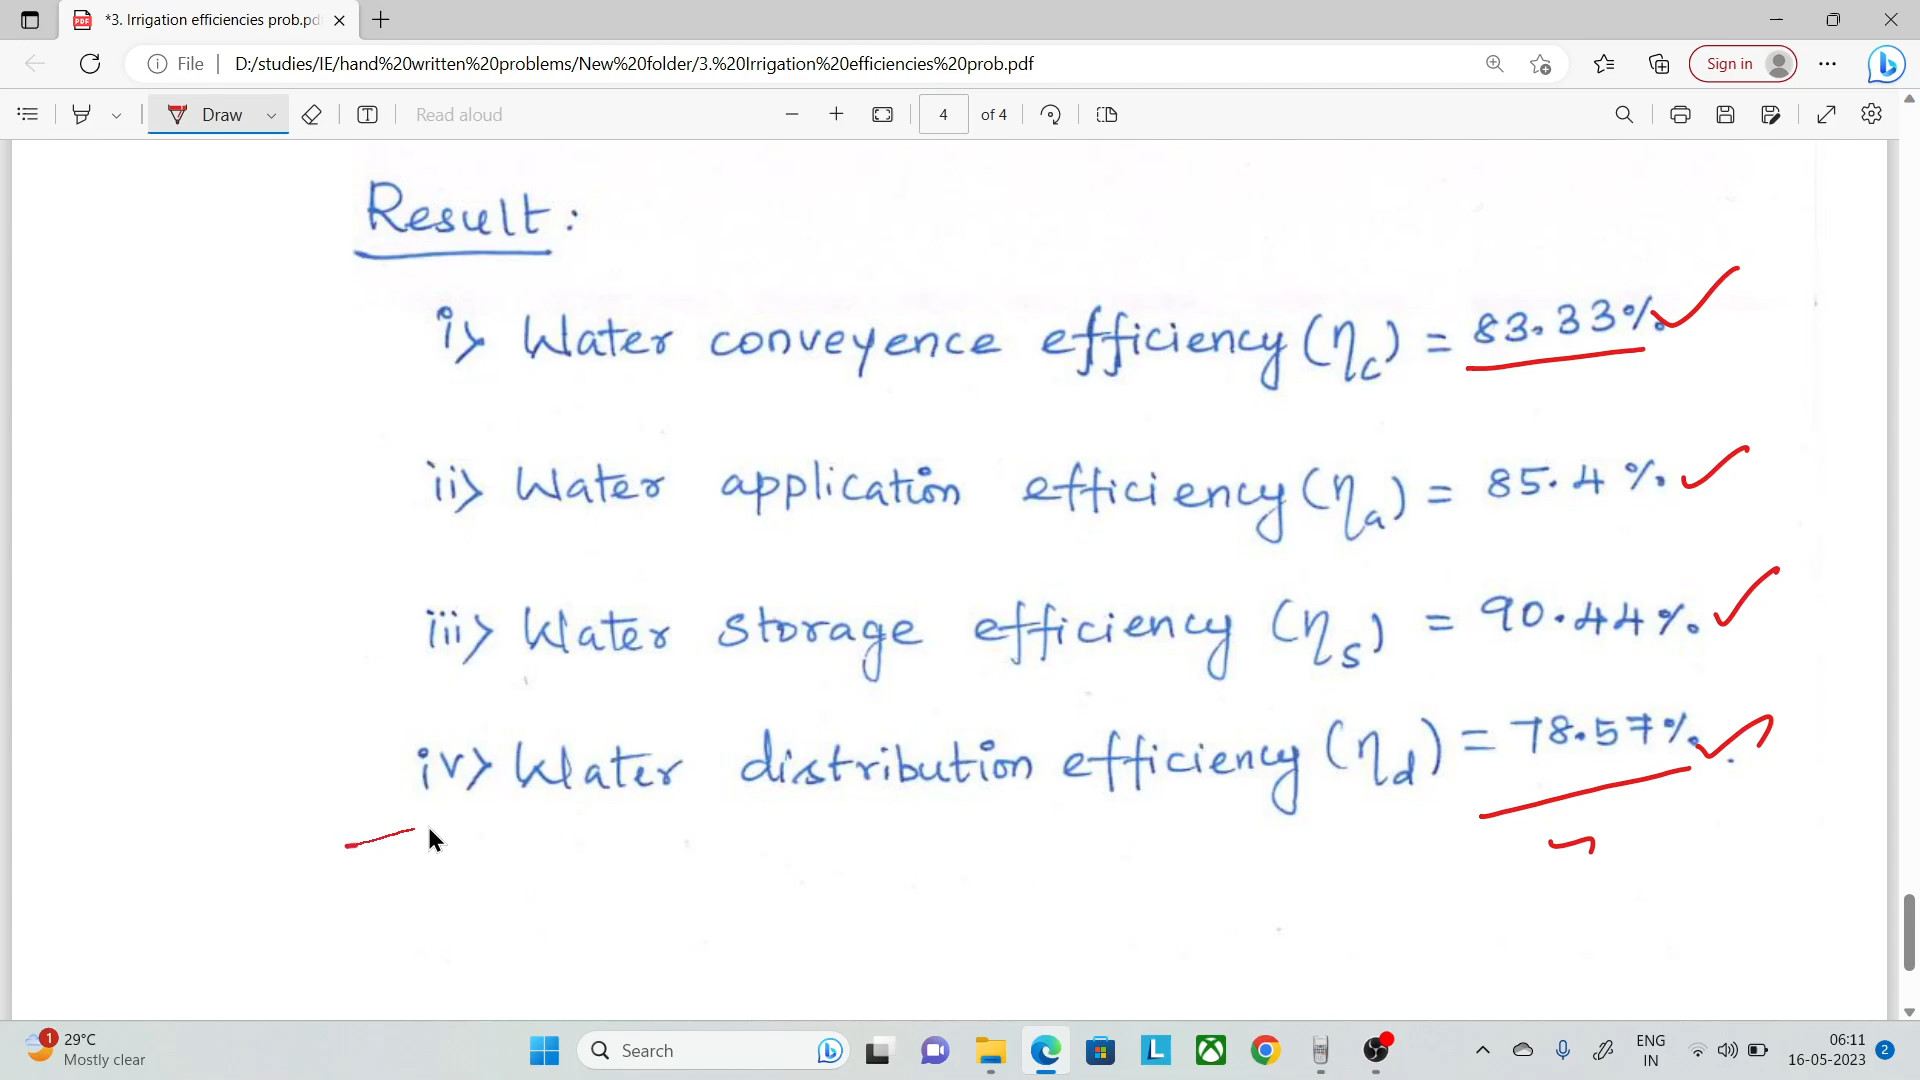 *3. Irrigation efficiencies prob.pd
File
D:/studies/IE/hand%20written%20problems/New%20folder/3.%20Irrigation%20efficiencies%20prob.pdf
Sign in
Draw
Read aloud
4
of 4
Result:
i) Water conveyence efficiency (ηc) = 83.33%
ii) Water application efficiency (ηa) = 85.4%
iii) Water storage efficiency (ηs) = 90.44%
iv) Water distribution efficiency (ηd) = 78.57%
1
29°C
Mostly clear
Search
ENG
IN
06:11
16-05-2023
2